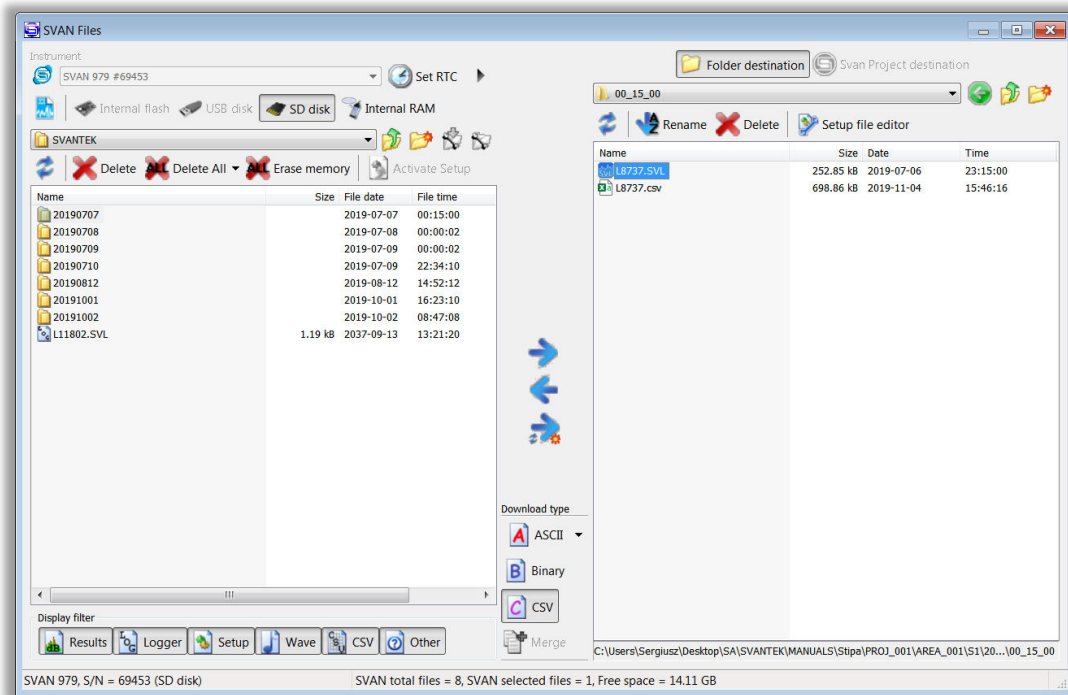 SVAN Files
Instrument
SVAN 979 #69453 Set RTC
Internal flash USB disk SD disk Internal RAM
SVANTEK
Delete ALL Delete All ALL Erase memory Activate Setup
Name Size File date File time
20190707 2019-07-07 00:15:00
20190708 2019-07-08 00:00:02
20190709 2019-07-09 00:00:02
20190710 2019-07-09 22:34:10
20190812 2019-08-12 14:52:12
20191001 2019-10-01 16:23:10
20191002 2019-10-02 08:47:08
L11802.SVL 1.19 kB 2037-09-13 13:21:20
Display filter
dB Results LOG Logger Setup Wave CSV CSV Other
Download type
A ASCII
B Binary
C CSV
Merge
Folder destination Svan Project destination
00_15_00
AZ Rename Delete Setup file editor
Name Size Date Time
L8737.SVL 252.85 kB 2019-07-06 23:15:00
L8737.csv 698.86 kB 2019-11-04 15:46:16
C:\Users\Sergiusz\Desktop\SA\SVANTEK\MANUALS\Stipa\PROJ_001\AREA_001\S1\20...\00_15_00
SVAN 979, S/N = 69453 (SD disk) SVAN total files = 8, SVAN selected files = 1, Free space = 14.11 GB